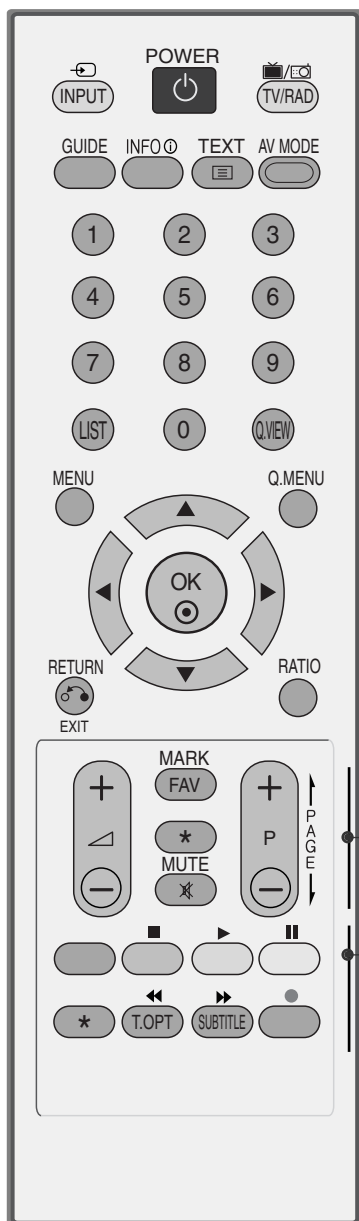 POWER
INPUT TV/RAD
GUIDE INFO i TEXT AV MODE
1 2 3
4 5 6
7 8 9
LIST 0 Q.VIEW
MENU Q.MENU
OK
RETURN RATIO
EXIT
MARK
FAV
+ +
* P
MUTE
PAGE
* T.OPT SUBTITLE